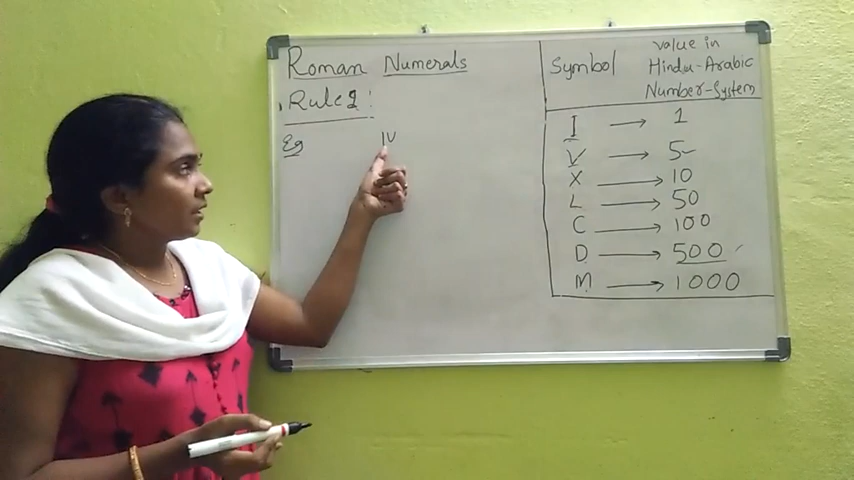 Roman Numerals
Rule 2:
Eg IV
Symbol Value in Hindu-Arabic Number-System
I → 1
V → 5
X → 10
L → 50
C → 100
D → 500
M → 1000